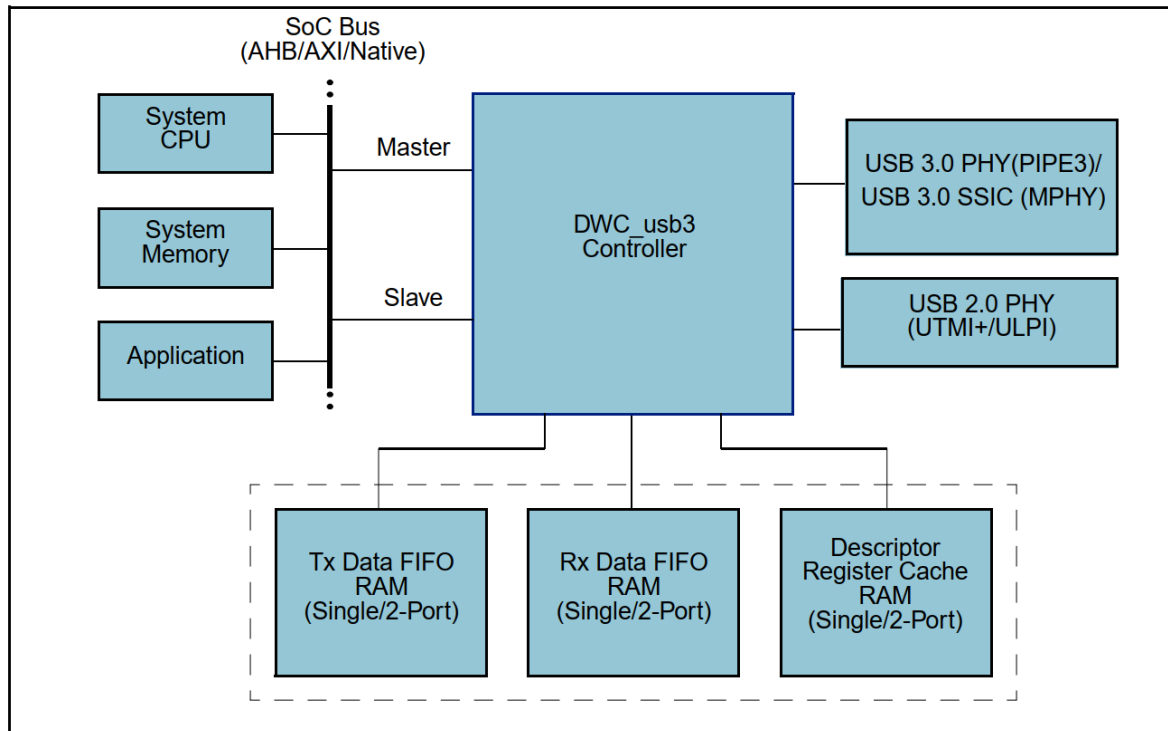 SoC Bus
(AHB/AXI/Native)
System
CPU
System
Memory
Application
Master
Slave
DWC_usb3
Controller
USB 3.0 PHY(PIPE3)/
USB 3.0 SSIC (MPHY)
USB 2.0 PHY
(UTMI+/ULPI)
Tx Data FIFO
RAM
(Single/2-Port)
Rx Data FIFO
RAM
(Single/2-Port)
Descriptor
Register Cache
RAM
(Single/2-Port)